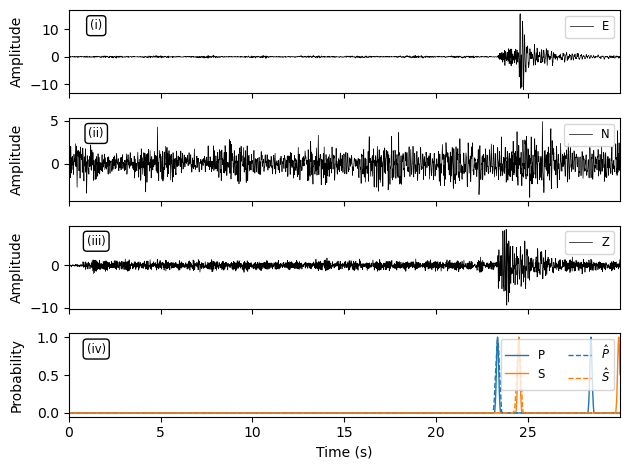 (i)
E
10
0
−10
Amplitude
(ii)
N
5
0
Amplitude
(iii)
Z
0
−10
Amplitude
(iv)
P
S
P̂
Ŝ
1.0
0.5
0.0
Probability
0 5 10 15 20 25
Time (s)